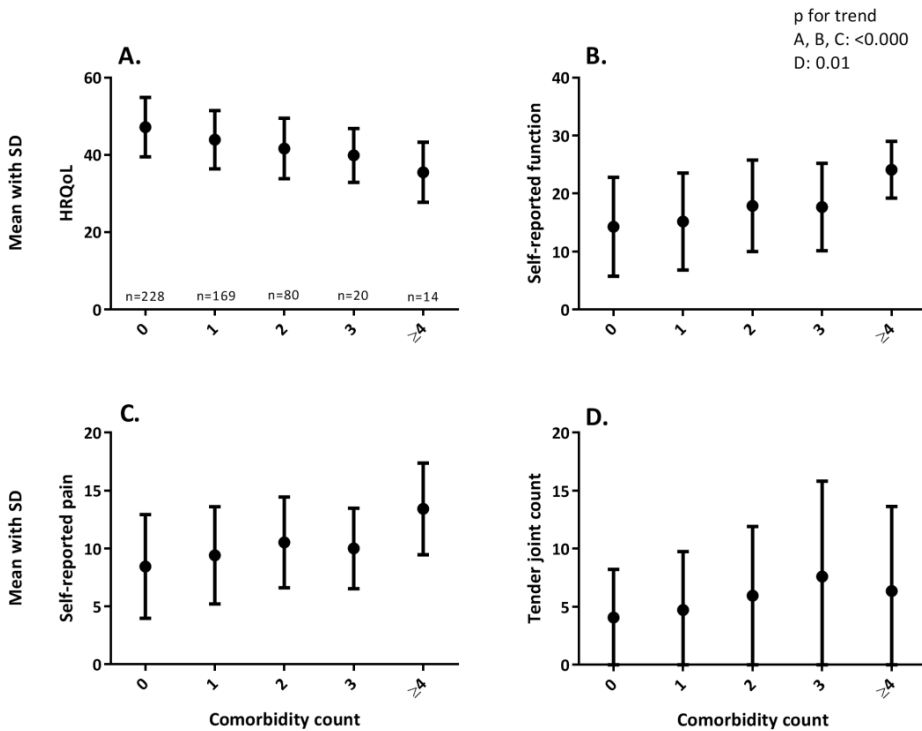 p for trend
A, B, C: <0.000
D: 0.01
A.
Mean with SD
HRQoL
60
40
20
0
n=228 n=169 n=80 n=20 n=14
0 1 2 3 ≥4
B.
Self-reported function
40
30
20
10
0
0 1 2 3 ≥4
C.
Mean with SD
Self-reported pain
20
15
10
5
0
0 1 2 3 ≥4
Comorbidity count
D.
Tender joint count
20
15
10
5
0
0 1 2 3 ≥4
Comorbidity count